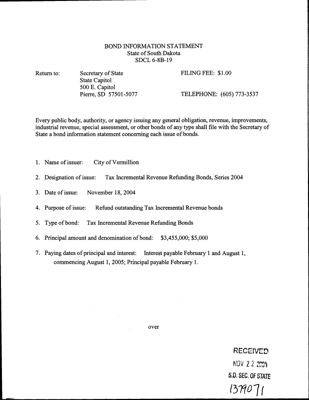 BOND INFORMATION STATEMENT
State of South Dakota
SDCL 6-8B-19
Return to: Secretary of State FILING FEE: $1.00
State Capitol
500 E. Capitol
Pierre, SD 57501-5077 TELEPHONE: (605) 773-3537
Every public body, authority, or agency issuing any general obligation, revenue, improvements,
industrial revenue, special assessment, or other bonds of any type shall file with the Secretary of
State a bond information statement concerning each issue of bonds.
1. Name of issuer: City of Vermillion
2. Designation of issue: Tax Incremental Revenue Refunding Bonds, Series 2004
3. Date of issue: November 18, 2004
4. Purpose of issue: Refund outstanding Tax Incremental Revenue bonds
5. Type of bond: Tax Incremental Revenue Refunding Bonds
6. Principal amount and denomination of bond: $3,455,000; $5,000
7. Paying dates of principal and interest: Interest payable February 1 and August 1,
commencing August 1, 2005; Principal payable February 1.
over
RECEIVED
NOV 2 2
S.D. SEC. OF STATE
1379071